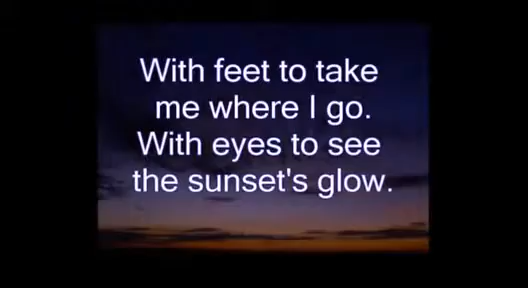 With feet to take
me where I go.
With eyes to see
the sunset's glow.